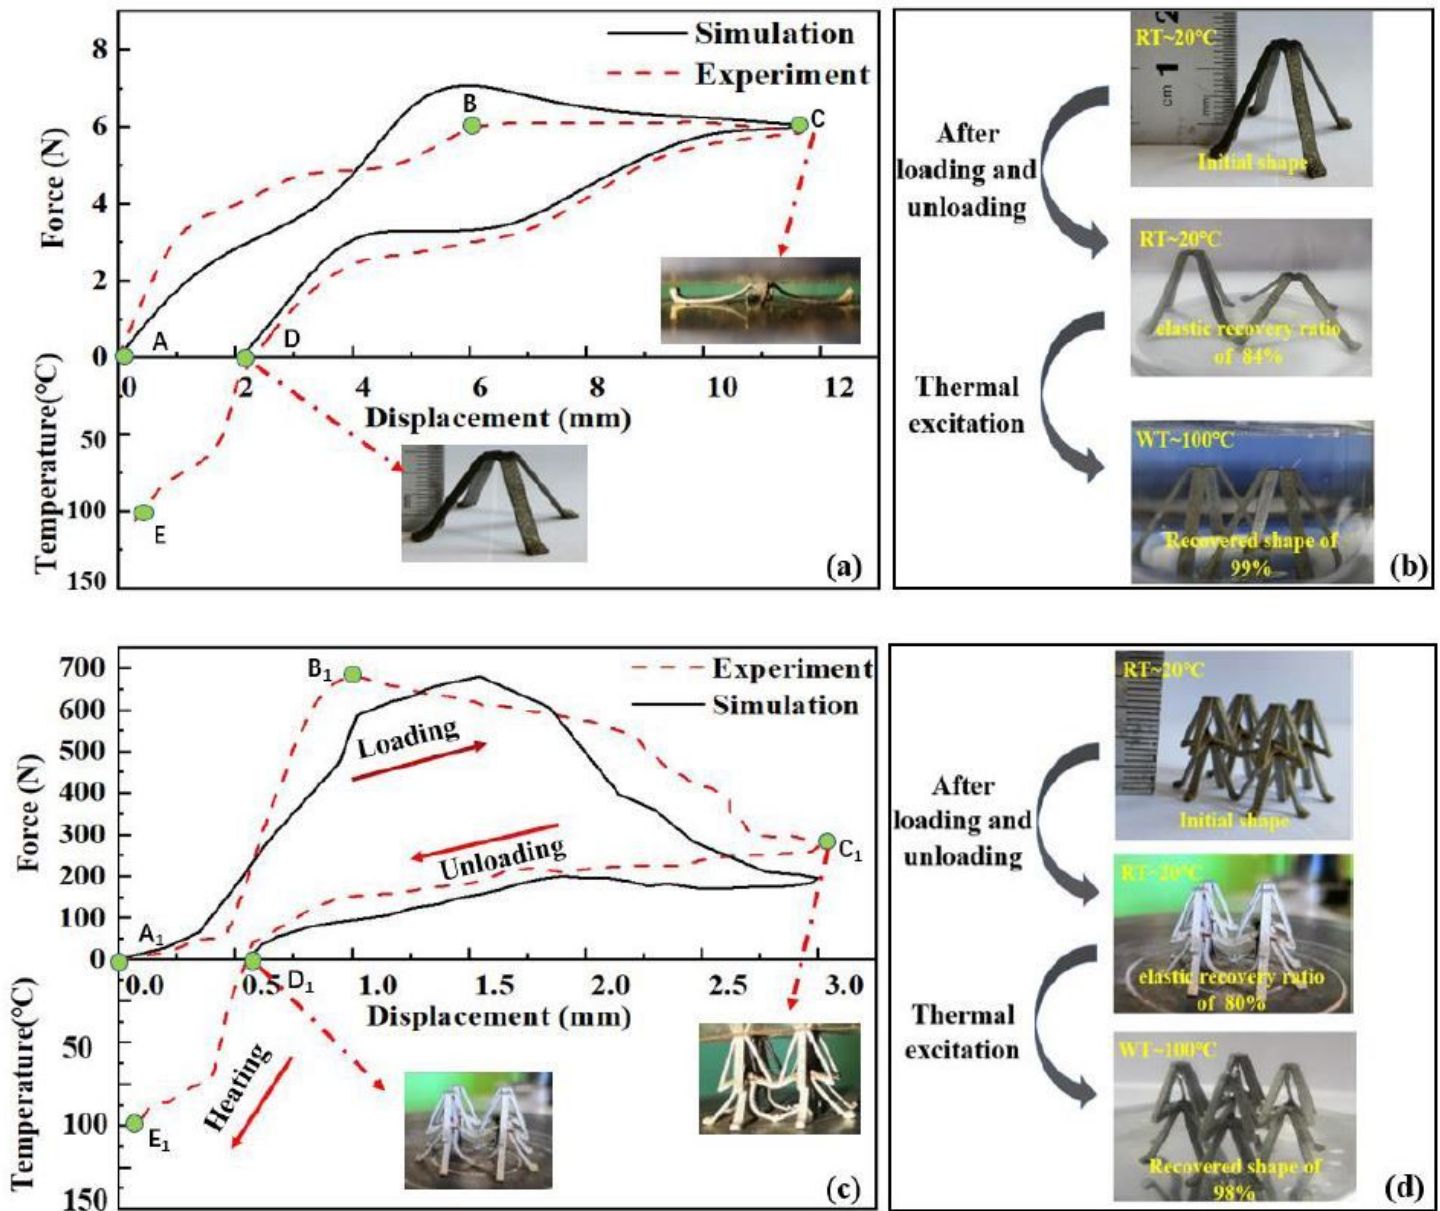 8
6
4
2
0
Force (N)
Simulation
Experiment
A
B
C
D
E
0
2
4
6
8
10
12
Displacement (mm)
50
100
150
Temperature(°C)
(a)
After
loading and
unloading
Thermal
excitation
RT~20°C
2
1
cm
Initial shape
RT~20°C
elastic recovery ratio
of 84%
WT~100°C
Recovered shape of
99%
(b)
700
600
500
400
300
200
100
0
Force (N)
Experiment
Simulation
A1
B1
C1
D1
E1
Loading
Unloading
Heating
0.0
0.5
1.0
1.5
2.0
2.5
3.0
Displacement (mm)
50
100
150
Temperature(°C)
(c)
After
loading and
unloading
Thermal
excitation
RT~20°C
Initial shape
RT~20°C
elastic recovery ratio
of 80%
WT~100°C
Recovered shape of
98%
(d)